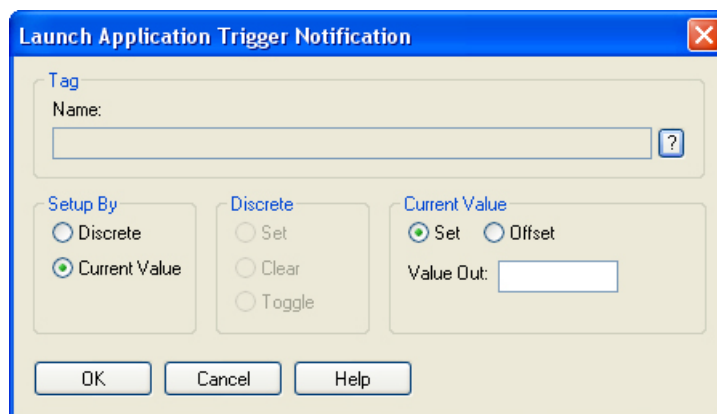 Launch Application Trigger Notification
Tag
Name:
?
Setup By
Discrete
Current Value
Discrete
Set
Clear
Toggle
Current Value
Set Offset
Value Out:
OK Cancel Help